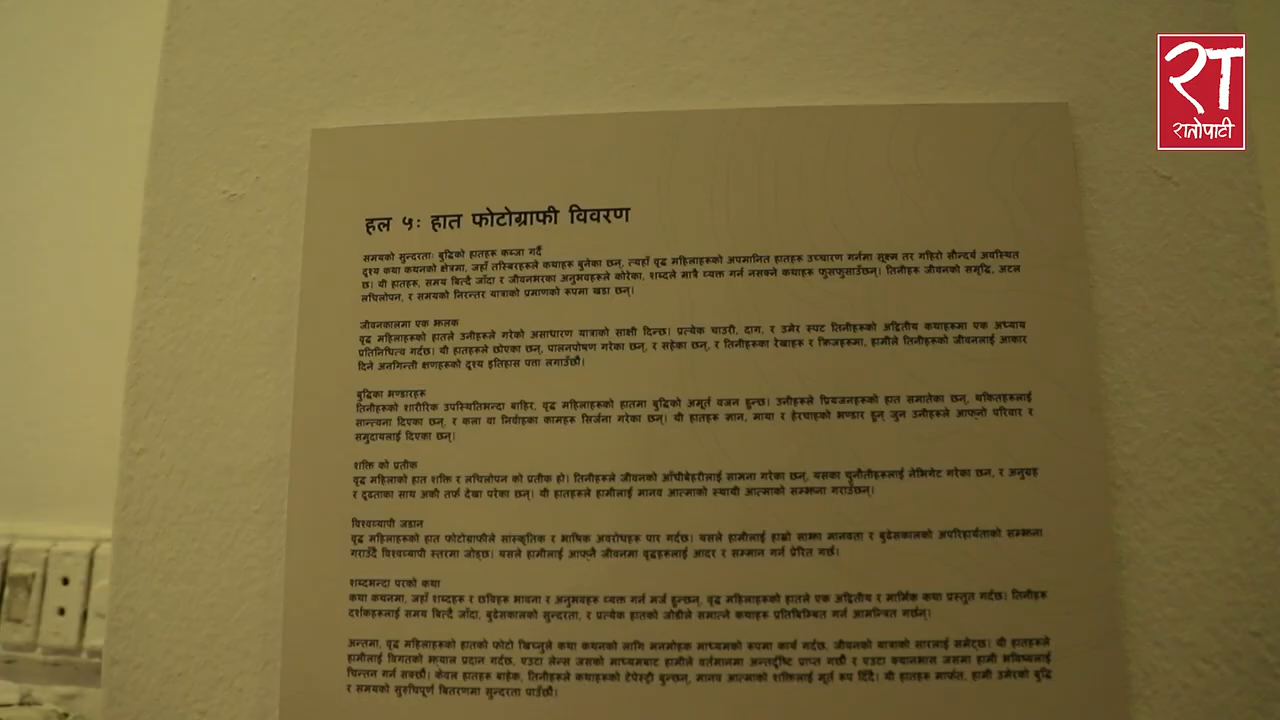 रा
रातोपाटी
हल ५ः हात फोटोग्राफी विवरण
समयको सुन्दरताः बुद्धिको हातहरू कब्जा गर्दै
दृश्य कथा कथनको क्षेत्रमा, जहाँ तस्बिरहरूले कथाहरू बुनेका छन्, त्यहाँ वृद्ध महिलाहरूको अपमानित हातहरू उच्चारण गर्नमा सूक्ष्म तर गहिरो सौन्दर्य अवस्थित
छ। यी हातहरू, समय बित्दै जाँदा र जीवनभरका अनुभवहरूले कोरेका, शब्दले मात्रै व्यक्त गर्न नसक्ने कथाहरू फुसफुसाउँछन्। तिनीहरू जीवनको समृद्धि, अटल
लचिलोपन, र समयको निरन्तर यात्राको प्रमाणको रूपमा खडा छन्।
जीवनकालमा एक झलक
वृद्ध महिलाहरूको हातले उनीहरूले गरेको असाधारण यात्राको साक्षी दिन्छ। प्रत्येक चाउरी, दाग, र उमेर स्पट तिनीहरूको अद्वितीय कथाहरूमा एक अध्याय
प्रतिनिधित्व गर्दछ। यी हातहरूले छोएका छन्, पालनपोषण गरेका छन्, र सहेका छन्, र तिनीहरूका रेखाहरू र क्रिजहरूमा, हामीले तिनीहरूको जीवनलाई आकार
दिने अनगिन्ती क्षणहरूको दृश्य इतिहास पत्ता लगाउँछौं।
बुद्धिका भण्डारहरू
तिनीहरूको शारीरिक उपस्थितिभन्दा बाहिर, वृद्ध महिलाहरूको हातमा बुद्धिको अमूर्त वजन हुन्छ। उनीहरूले प्रियजनहरूको हात समातेका छन्, थकितहरूलाई
सान्त्वना दिएका छन्, र कला वा निर्वाहका कामहरू सिर्जना गरेका छन्। यी हातहरू ज्ञान, माया र हेरचाहको भण्डार हुन् जुन उनीहरूले आफ्नो परिवार र
समुदायलाई दिएका छन्।
शक्ति को प्रतीक
वृद्ध महिलाको हात शक्ति र लचिलोपन को प्रतीक हो। तिनीहरूले जीवनको आँधीबेहरीलाई सामना गरेका छन्, यसका चुनौतीहरूलाई नेभिगेट गरेका छन्, र अनुग्रह
र दृढताका साथ अर्को तर्फ देखा परेका छन्। यी हातहरूले हामीलाई मानव आत्माको स्थायी आत्माको सम्झना गराउँछन्।
विश्वव्यापी जडान
वृद्ध महिलाहरूको हात फोटोग्राफीले सांस्कृतिक र भाषिक अवरोधहरू पार गर्दछ। यसले हामीलाई हाम्रो साझा मानवता र बुढेसकालको अपरिहार्यताको सम्झना
गराउँदै विश्वव्यापी स्तरमा जोड्छ। यसले हामीलाई आफ्नै जीवनमा वृद्धहरूलाई आदर र सम्मान गर्न प्रेरित गर्छ।
शब्दभन्दा परको कथा
कथा कथनमा, जहाँ शब्दहरू र छविहरू भावना र अनुभवहरू व्यक्त गर्न मर्ज हुन्छन्, वृद्ध महिलाहरूको हातले एक अद्वितीय र मार्मिक कथा प्रस्तुत गर्दछ। तिनीहरू
दर्शकहरूलाई समय बित्दै जाँदा, बुढेसकालको सुन्दरता, र प्रत्येक हातको जोडीले समात्ने कथाहरू प्रतिबिम्बित गर्न आमन्त्रित गर्छन्।
अन्तमा, वृद्ध महिलाहरूको हातको फोटो खिच्नुले कथा कथनको लागि मनमोहक माध्यमको रूपमा कार्य गर्दछ, जीवनको यात्राको सारलाई समेट्छ। यी हातहरूले
हामीलाई विगतको झ्याल प्रदान गर्दछ, एउटा लेन्स जसको माध्यमबाट हामीले वर्तमानमा अन्तर्दृष्टि प्राप्त गर्छौं र एउटा क्यानभास जसमा हामी भविष्यलाई
चिन्तन गर्न सक्छौं। केवल हातहरू बाहेक, तिनीहरूले कथाहरूको टेपेस्ट्री बुन्छन्, मानव आत्माको शक्तिलाई मूर्त रूप दिँदै। यी हातहरू मार्फत, हामी उमेरको बुद्धि
र समयको सुरुचिपूर्ण बितरणमा सुन्दरता पाउँछौं।